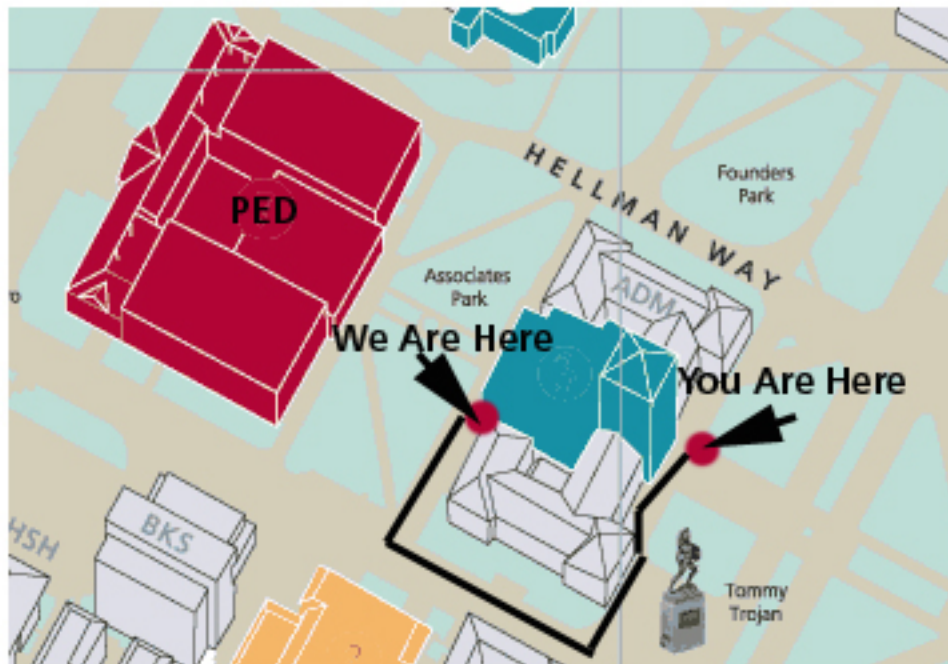 HELLMAN WAY
Founders
Park
PED
Associates
Park
ADM
We Are Here
You Are Here
BKS
HSH
Tommy
Trojan